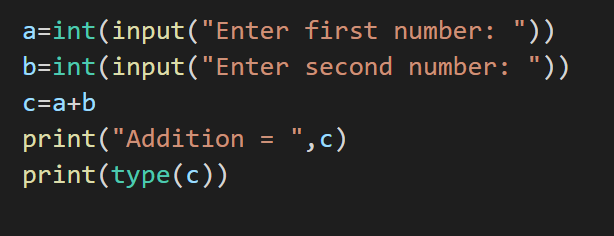 a=int(input("Enter first number: "))
b=int(input("Enter second number: "))
c=a+b
print("Addition = ",c)
print(type(c))